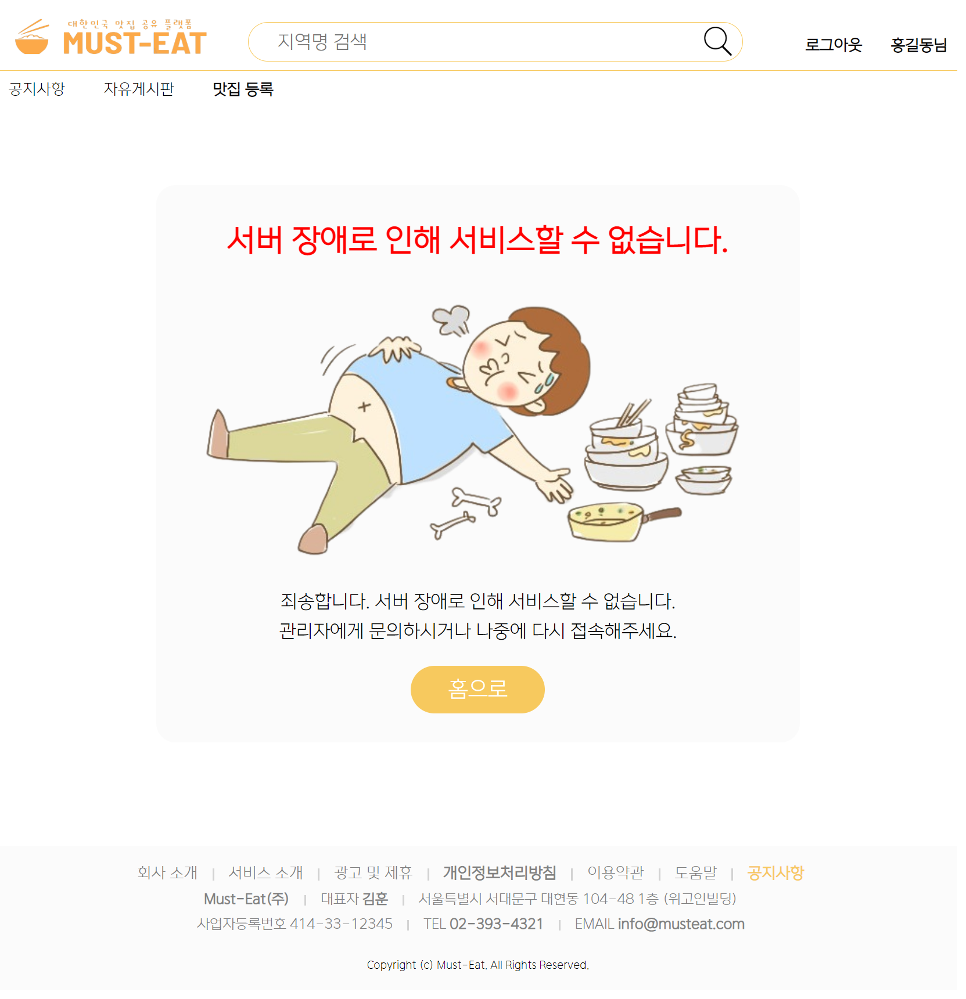 대한민국 맛집 공유 플랫폼
MUST-EAT
지역명 검색
로그아웃 홍길동님
공지사항 자유게시판 맛집 등록
서버 장애로 인해 서비스할 수 없습니다.
죄송합니다. 서버 장애로 인해 서비스할 수 없습니다.
관리자에게 문의하시거나 나중에 다시 접속해주세요.
홈으로
회사 소개 | 서비스 소개 | 광고 및 제휴 | 개인정보처리방침 | 이용약관 | 도움말 | 공지사항
Must-Eat(주) | 대표자 김훈 | 서울특별시 서대문구 대현동 104-48 1층 (위고인빌딩)
사업자등록번호 414-33-12345 | TEL 02-393-4321 | EMAIL info@musteat.com
Copyright (c) Must-Eat. All Rights Reserved.